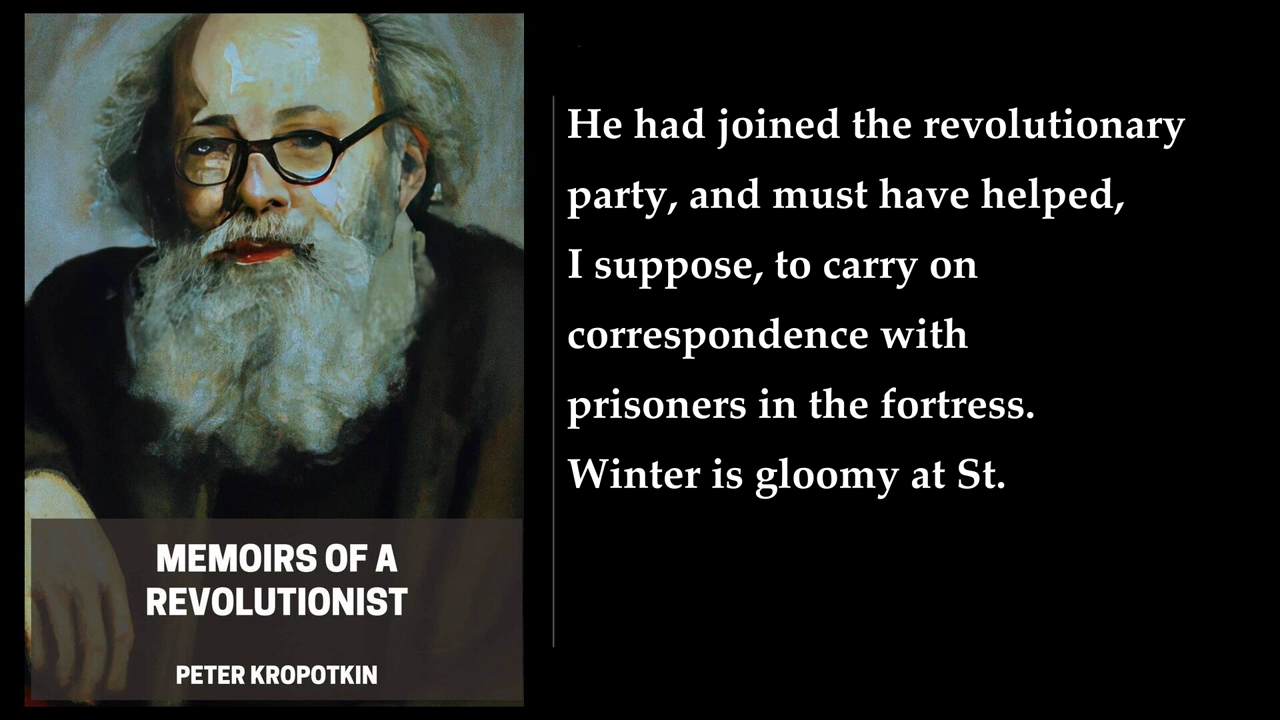 He had joined the revolutionary
party, and must have helped,
I suppose, to carry on
correspondence with
prisoners in the fortress.
Winter is gloomy at St.
MEMOIRS OF A
REVOLUTIONIST
PETER KROPOTKIN